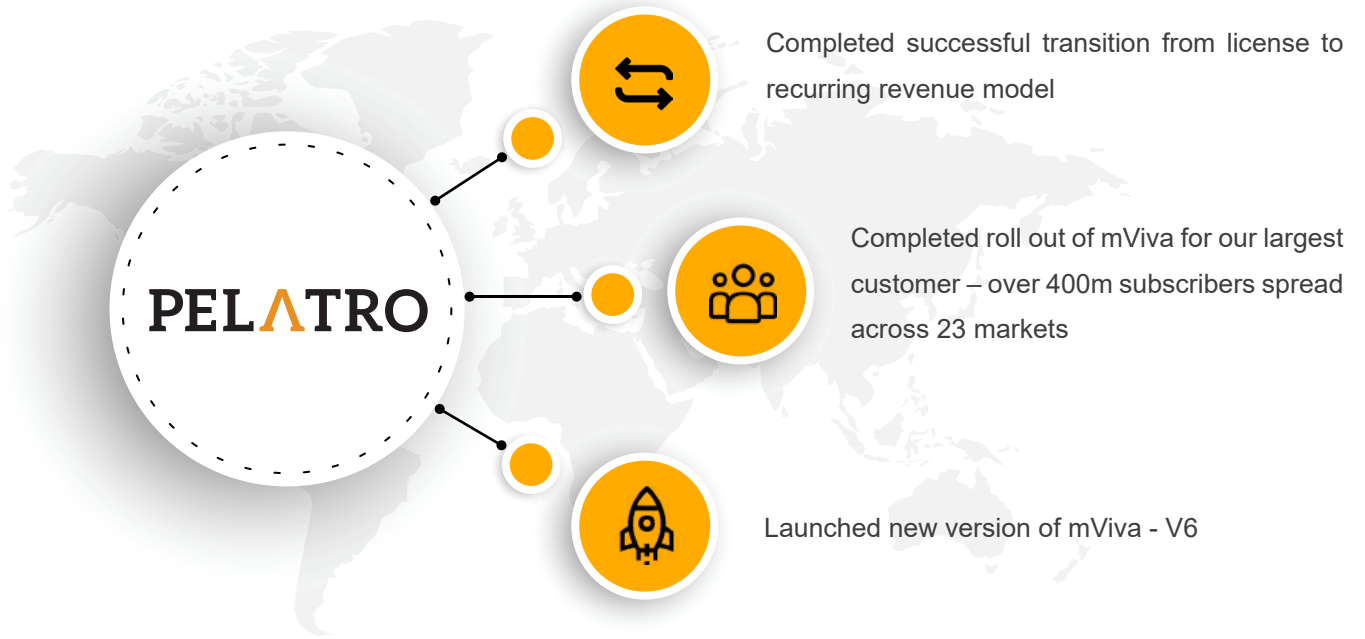 Completed successful transition from license to
recurring revenue model
PELATRO
Completed roll out of mViva for our largest
customer – over 400m subscribers spread
across 23 markets
Launched new version of mViva - V6